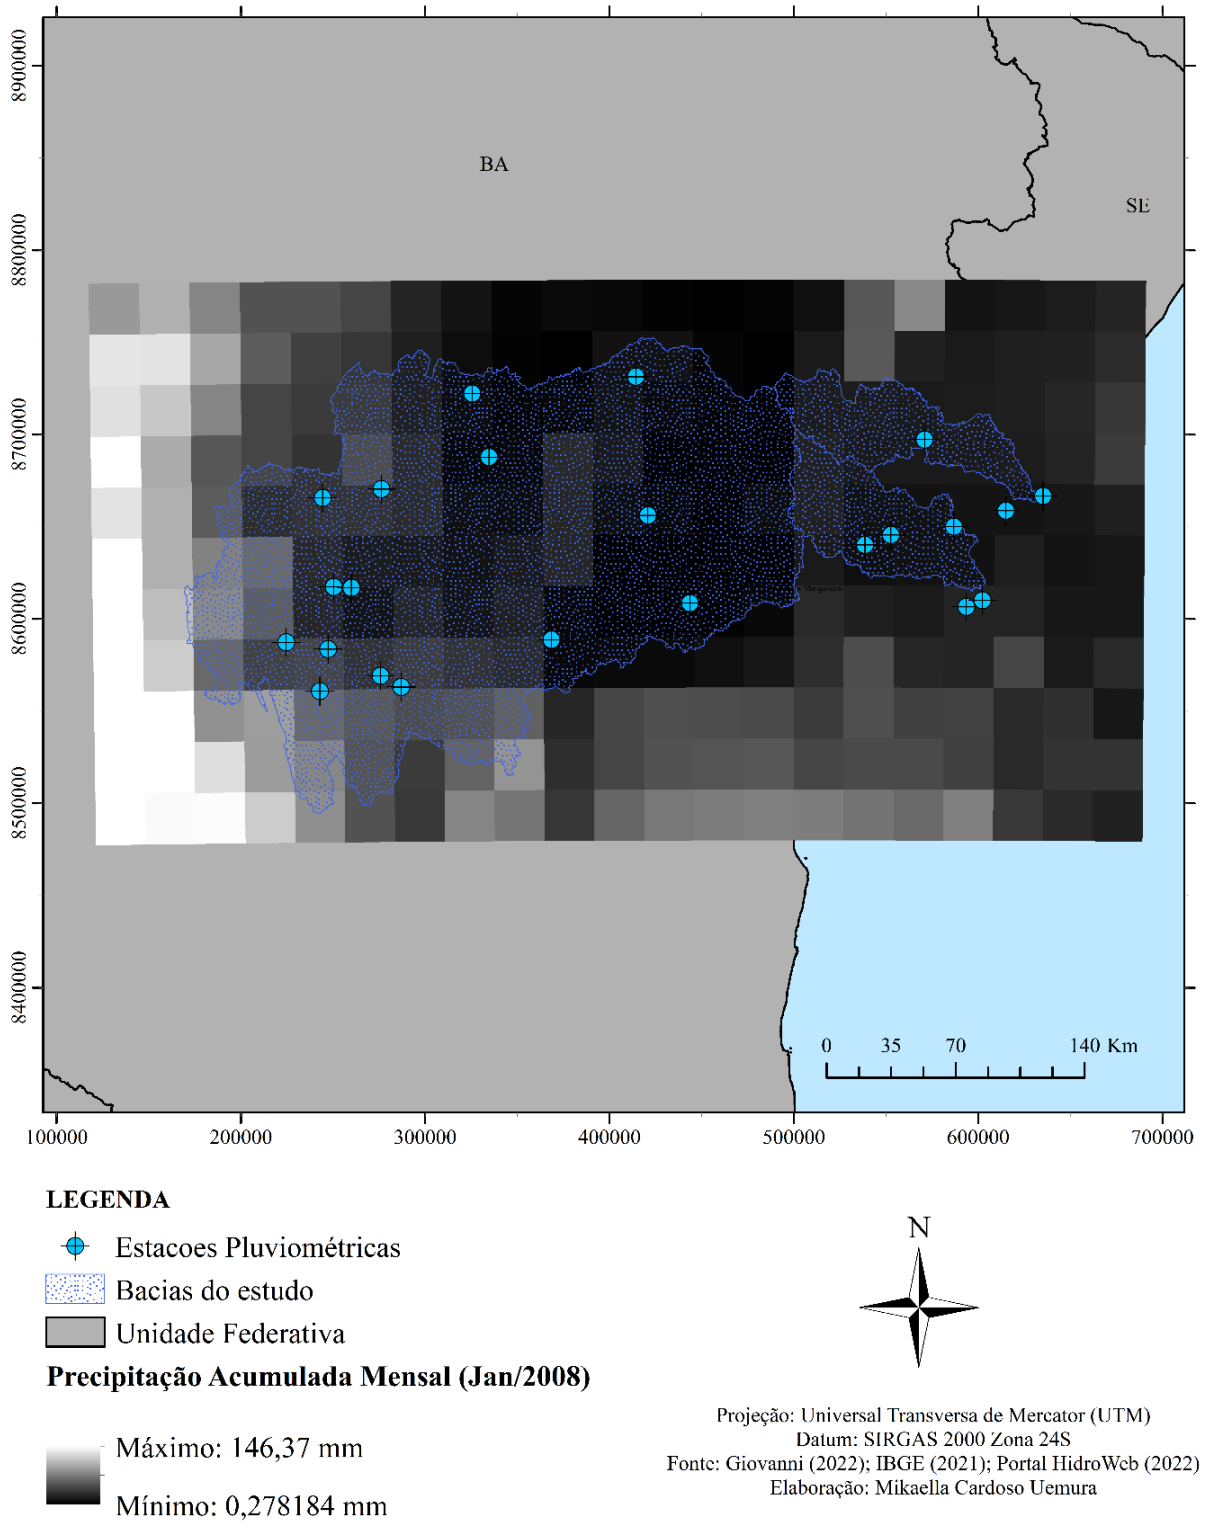 BA
SE
8900000
8800000
8700000
8600000
8500000
8400000
0 35 70 140 Km
100000 200000 300000 400000 500000 600000 700000
LEGENDA
Estacoes Pluviométricas
Bacias do estudo
Unidade Federativa
Precipitação Acumulada Mensal (Jan/2008)
Máximo: 146,37 mm
Mínimo: 0,278184 mm
N
Projeção: Universal Transversa de Mercator (UTM)
Datum: SIRGAS 2000 Zona 24S
Fonte: Giovanni (2022); IBGE (2021); Portal HidroWeb (2022)
Elaboração: Mikaella Cardoso Uemura